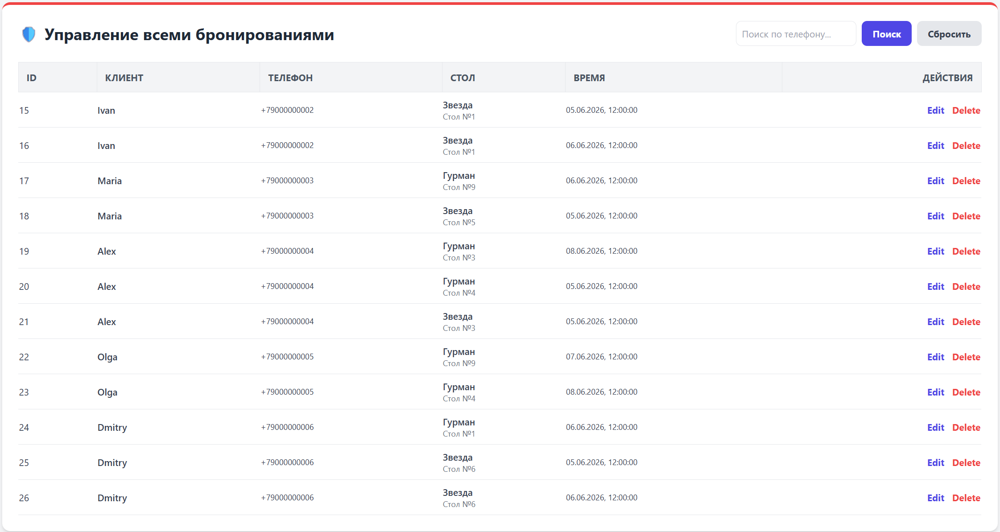 Управление всеми бронированиями
Поиск по телефону...
Поиск
Сбросить
ID КЛИЕНТ ТЕЛЕФОН СТОЛ ВРЕМЯ ДЕЙСТВИЯ
15 Ivan +79000000002 Звезда 05.06.2026, 12:00:00 Edit Delete
Стол №1
16 Ivan +79000000002 Звезда 06.06.2026, 12:00:00 Edit Delete
Стол №1
17 Maria +79000000003 Гурман 06.06.2026, 12:00:00 Edit Delete
Стол №9
18 Maria +79000000003 Звезда 05.06.2026, 12:00:00 Edit Delete
Стол №5
19 Alex +79000000004 Гурман 08.06.2026, 12:00:00 Edit Delete
Стол №3
20 Alex +79000000004 Гурман 05.06.2026, 12:00:00 Edit Delete
Стол №4
21 Alex +79000000004 Звезда 05.06.2026, 12:00:00 Edit Delete
Стол №3
22 Olga +79000000005 Гурман 07.06.2026, 12:00:00 Edit Delete
Стол №9
23 Olga +79000000005 Гурман 08.06.2026, 12:00:00 Edit Delete
Стол №4
24 Dmitry +79000000006 Гурман 06.06.2026, 12:00:00 Edit Delete
Стол №1
25 Dmitry +79000000006 Звезда 05.06.2026, 12:00:00 Edit Delete
Стол №6
26 Dmitry +79000000006 Звезда 06.06.2026, 12:00:00 Edit Delete
Стол №6